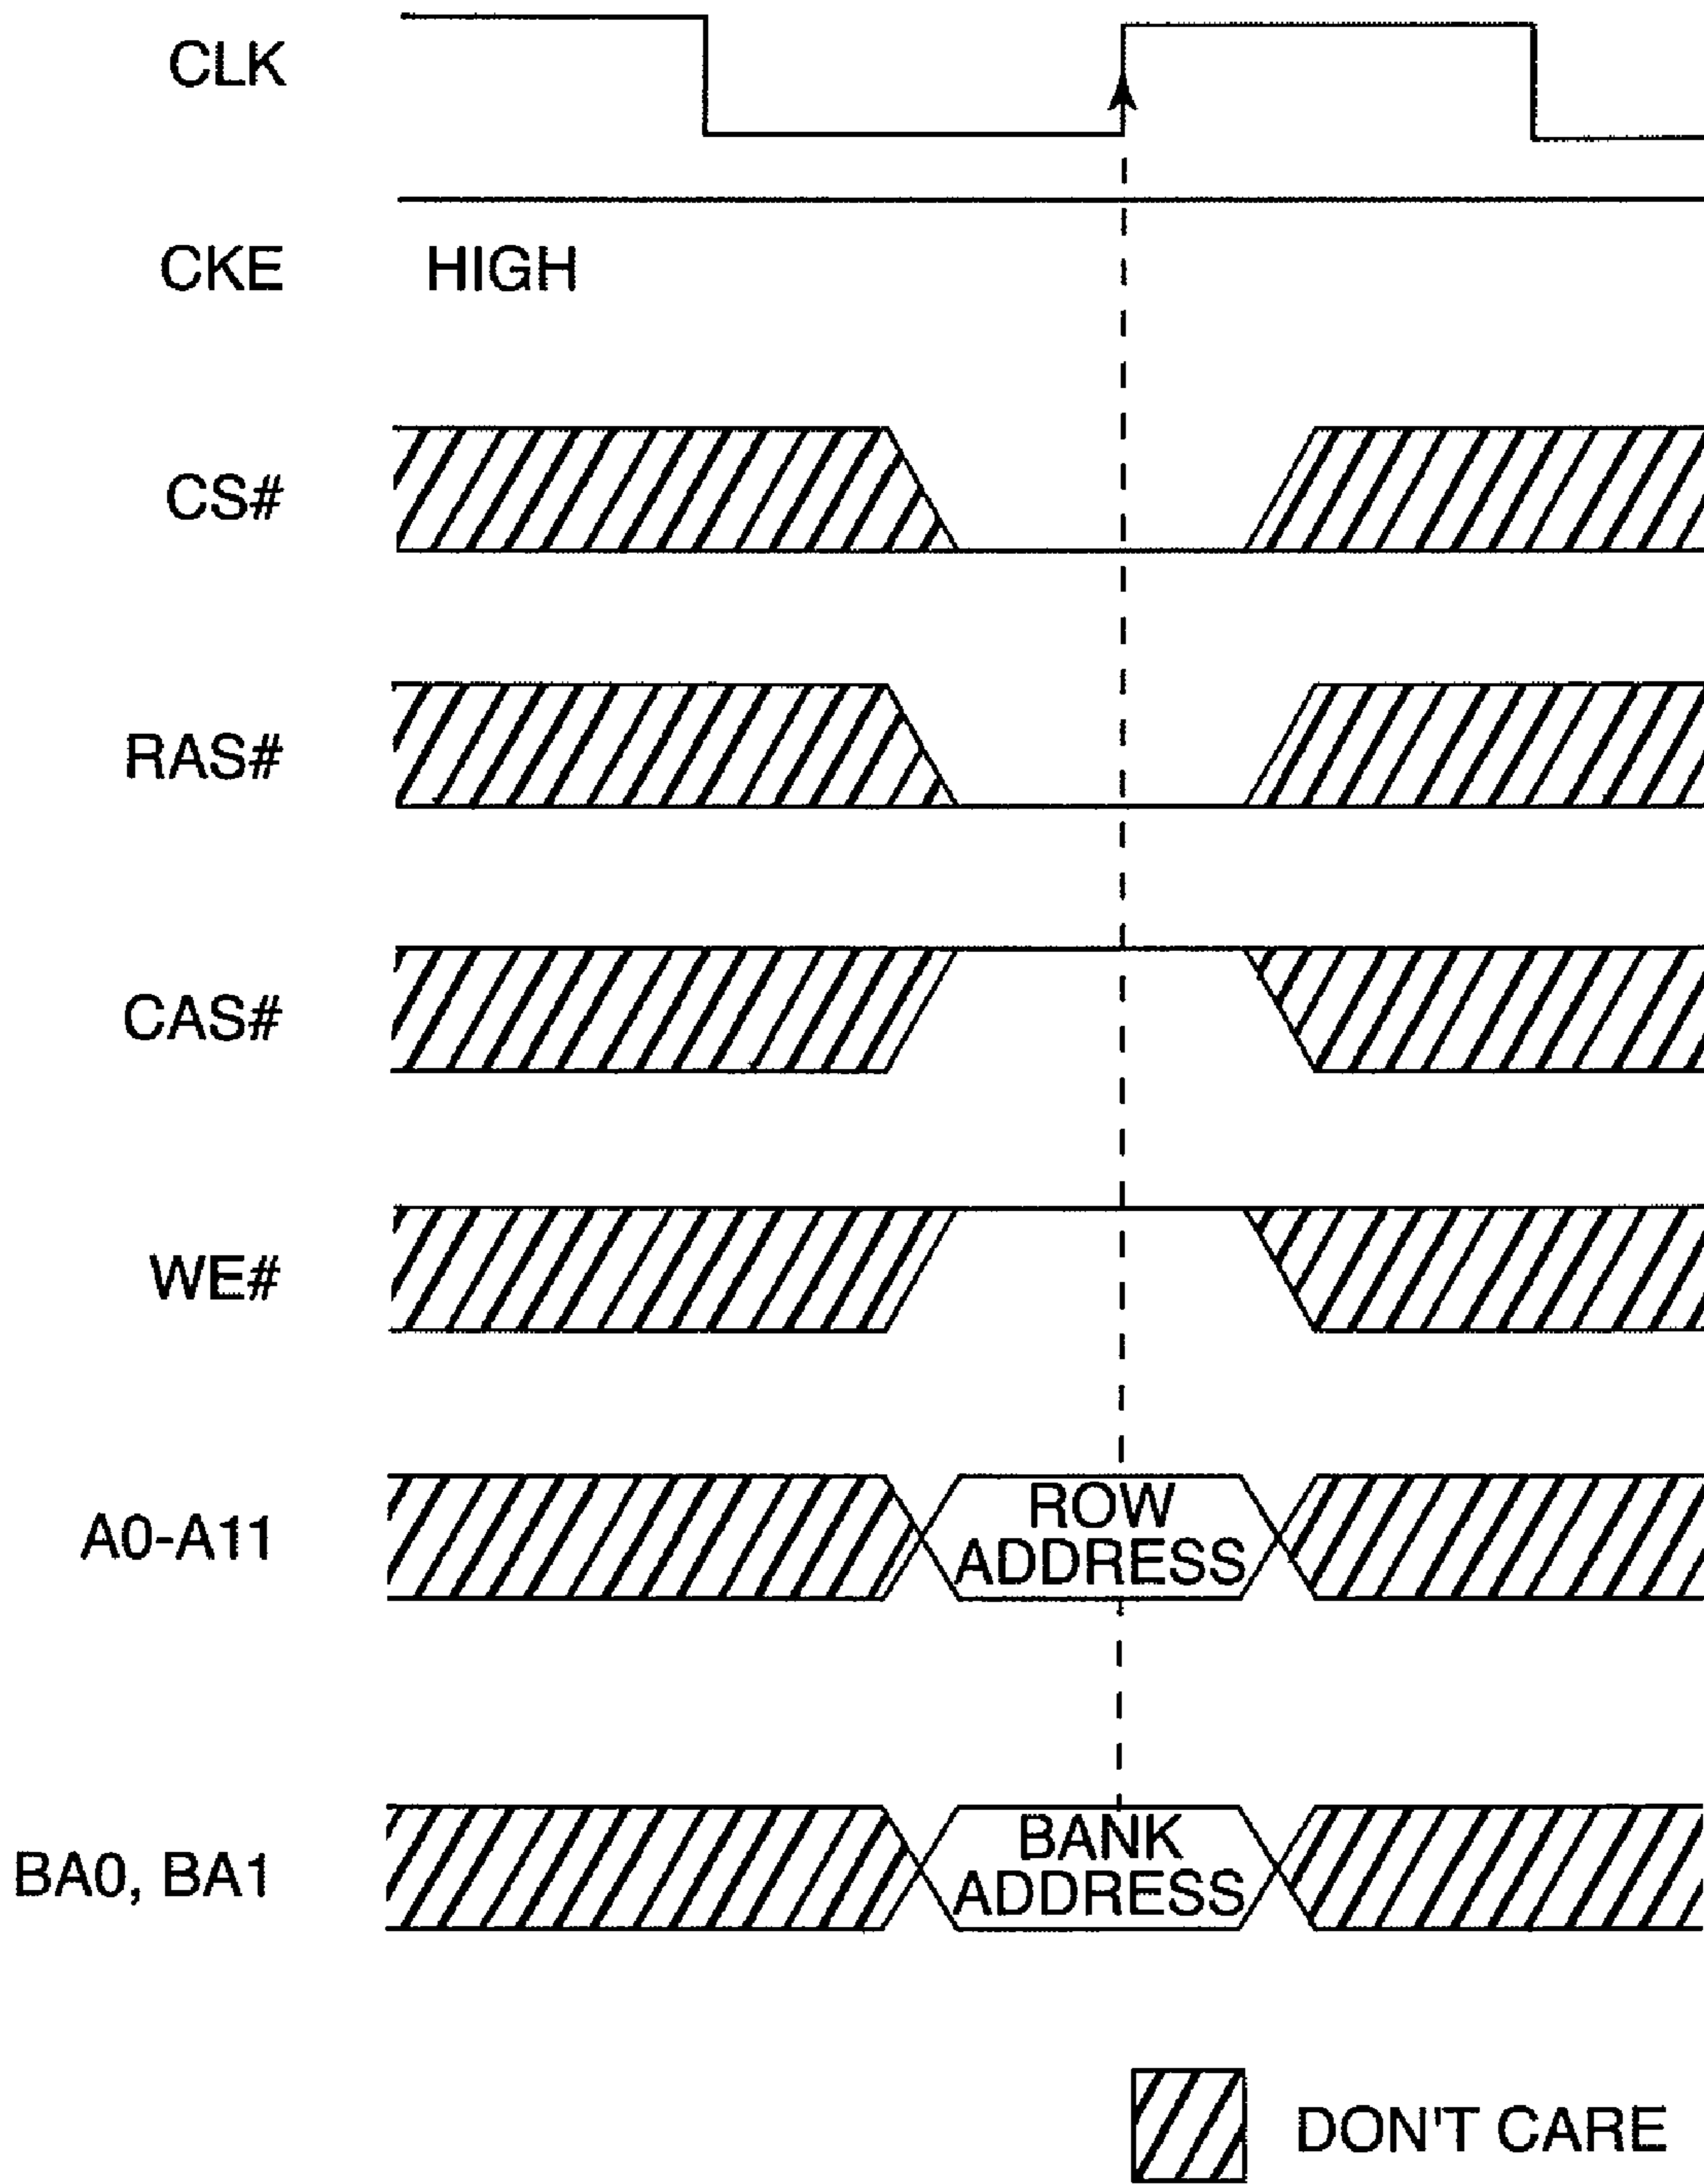 CLK
CKE HIGH
CS#
RAS#
CAS#
WE#
A0-A11
ROW
ADDRESS
BA0, BA1
BANK
ADDRESS
DON'T CARE